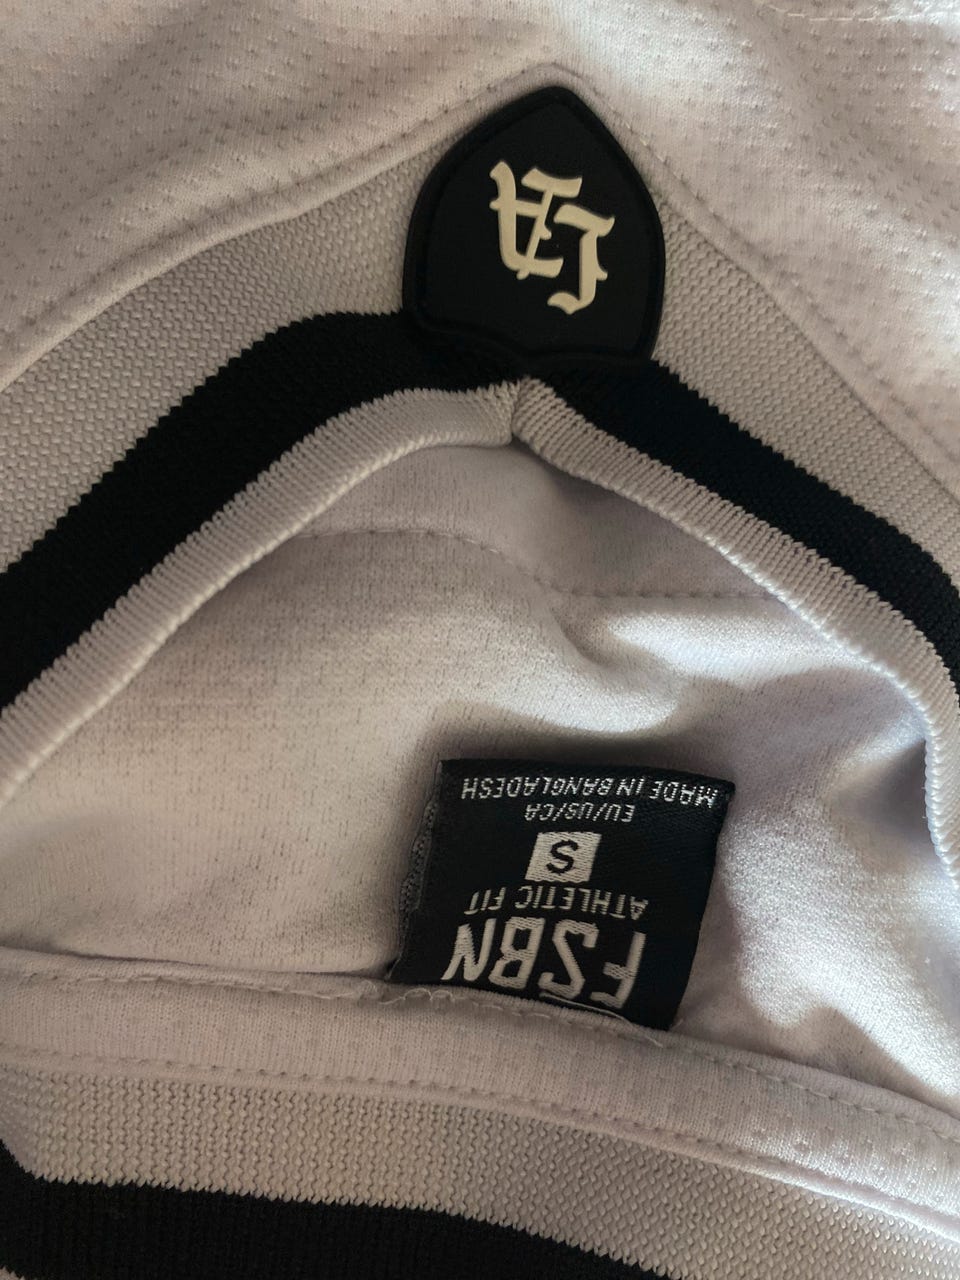 LA
FSBN
ATHLETIC FIT
S
EU/US/CA
MADE IN BANGLADESH